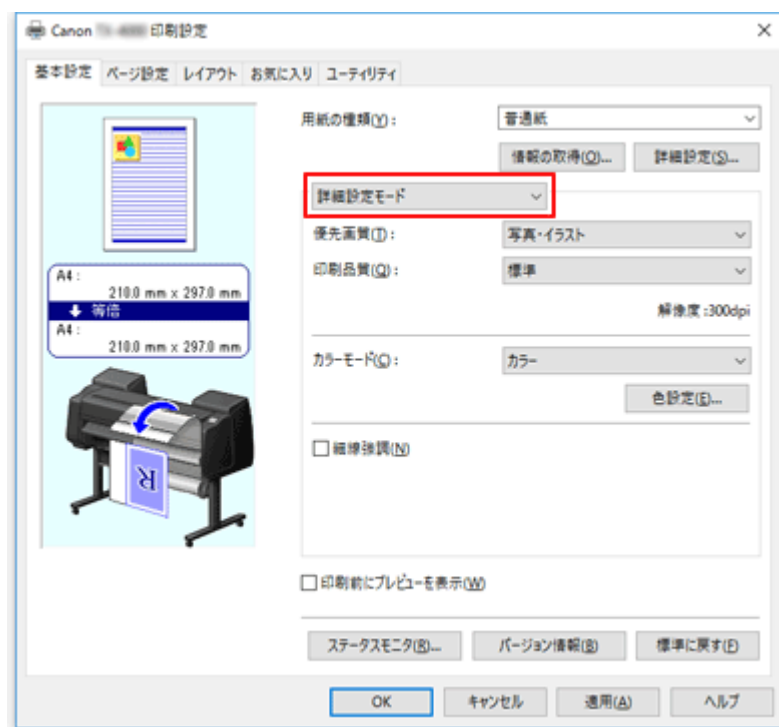 Canon 印刷設定
基本設定 ページ設定 レイアウト お気に入り ユーティリティ
用紙の種類(Y)： 普通紙
情報の取得(O)... 詳細設定(S)...
詳細設定モード
優先画質(I)： 写真・イラスト
印刷品質(Q)： 標準
解像度 :300dpi
カラーモード(C)： カラー
色設定(E)...
細線強調(N)
A4：
210.0 mm x 297.0 mm
等倍
A4：
210.0 mm x 297.0 mm
R
印刷前にプレビューを表示(W)
ステータスモニタ(R)... バージョン情報(B) 標準に戻す(F)
OK キャンセル 適用(A) ヘルプ